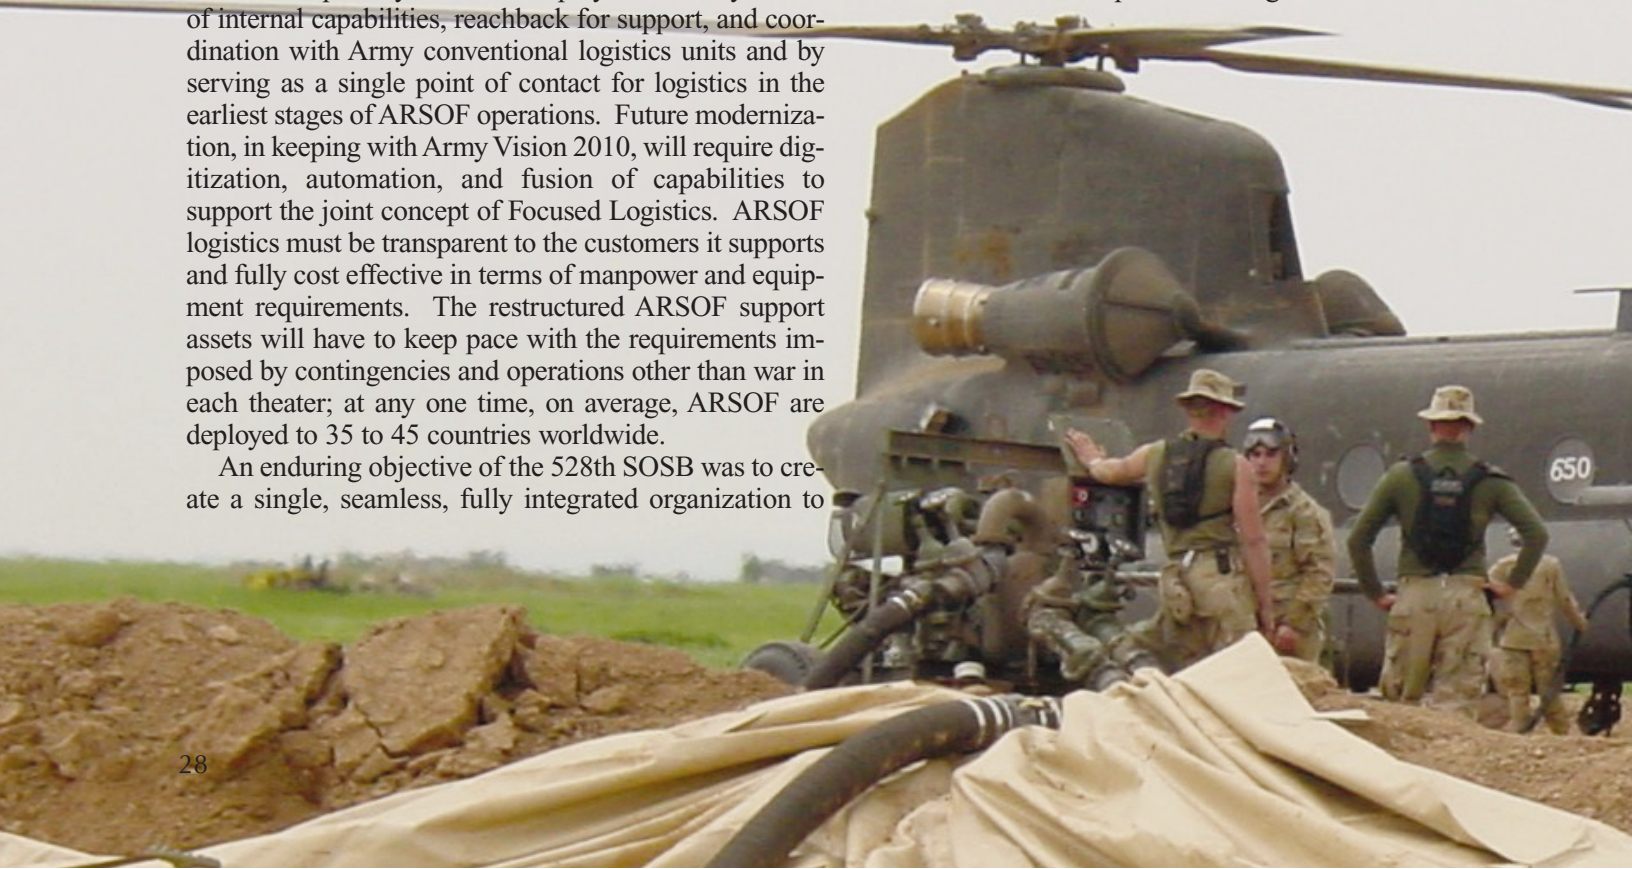 of internal capabilities, reachback for support, and coor-
dination with Army conventional logistics units and by
serving as a single point of contact for logistics in the
earliest stages of ARSOF operations.  Future moderniza-
tion, in keeping with Army Vision 2010, will require dig-
itization, automation, and fusion of capabilities to
support the joint concept of Focused Logistics.  ARSOF
logistics must be transparent to the customers it supports
and fully cost effective in terms of manpower and equip-
ment requirements.  The restructured ARSOF support
assets will have to keep pace with the requirements im-
posed by contingencies and operations other than war in
each theater; at any one time, on average, ARSOF are
deployed to 35 to 45 countries worldwide.
An enduring objective of the 528th SOSB was to cre-
ate a single, seamless, fully integrated organization to
650
28